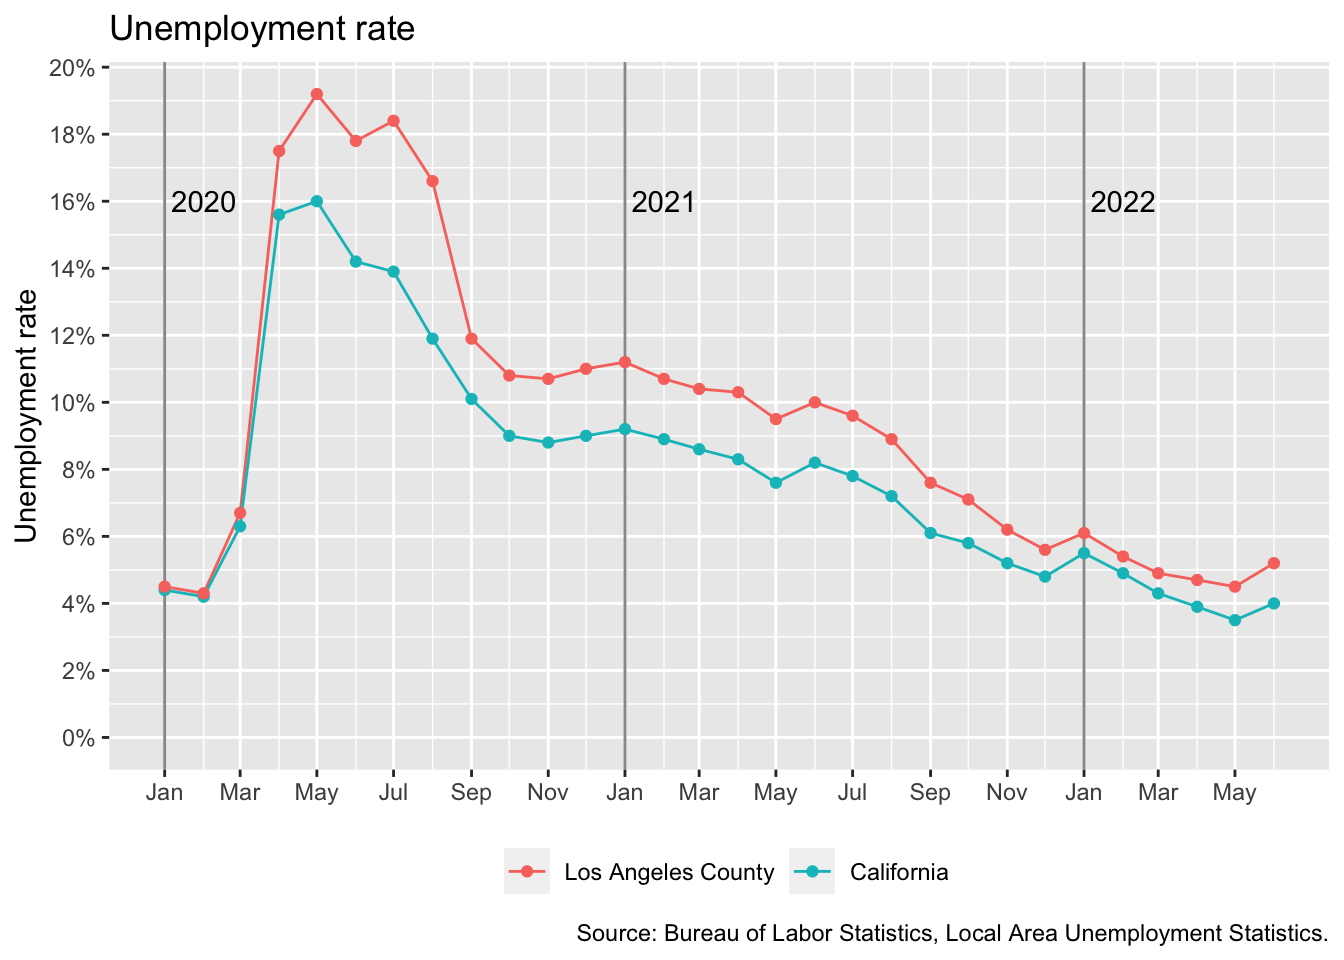 Unemployment rate
20%
18%
16%
14%
12%
10%
8%
6%
4%
2%
0%
Unemployment rate
2020 2021 2022
Jan Mar May Jul Sep Nov Jan Mar May Jul Sep Nov Jan Mar May
Los Angeles County California
Source: Bureau of Labor Statistics, Local Area Unemployment Statistics.